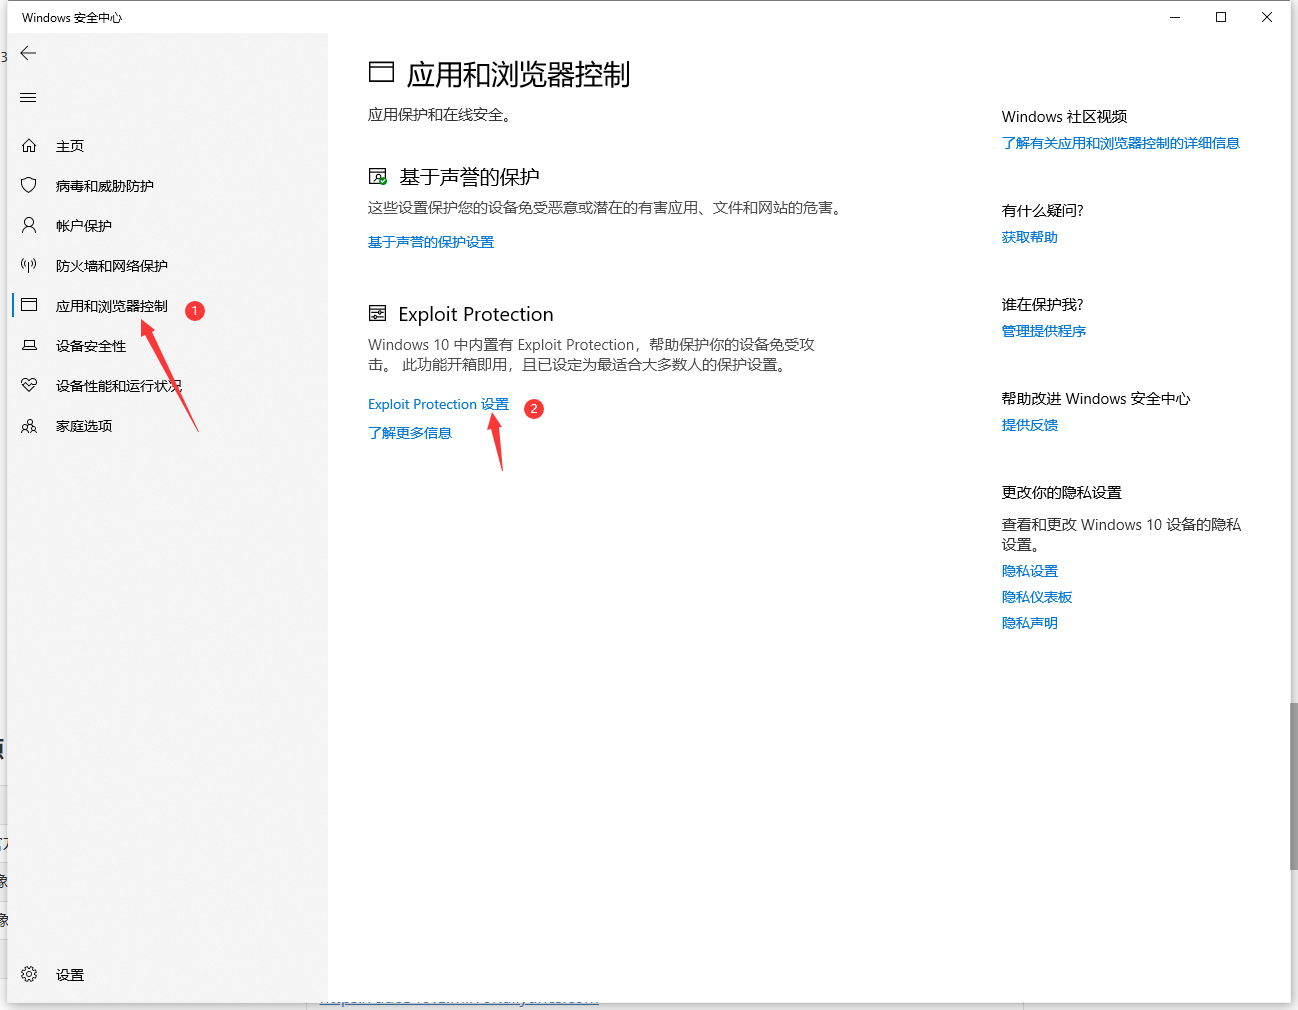 Windows 安全中心
主页
病毒和威胁防护
帐户保护
防火墙和网络保护
应用和浏览器控制
1
设备安全性
设备性能和运行状况
家庭选项
设置
应用和浏览器控制
应用保护和在线安全。
基于声誉的保护
这些设置保护您的设备免受恶意或潜在的有害应用、文件和网站的危害。
基于声誉的保护设置
Exploit Protection
Windows 10 中内置有 Exploit Protection，帮助保护你的设备免受攻
击。 此功能开箱即用，且已设定为最适合大多数人的保护设置。
Exploit Protection 设置
2
了解更多信息
Windows 社区视频
了解有关应用和浏览器控制的详细信息
有什么疑问?
获取帮助
谁在保护我?
管理提供程序
帮助改进 Windows 安全中心
提供反馈
更改你的隐私设置
查看和更改 Windows 10 设备的隐私
设置。
隐私设置
隐私仪表板
隐私声明